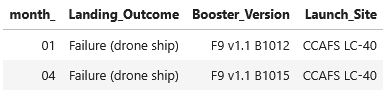 month_ Landing_Outcome Booster_Version Launch_Site
01 Failure (drone ship) F9 v1.1 B1012 CCAFS LC-40
04 Failure (drone ship) F9 v1.1 B1015 CCAFS LC-40